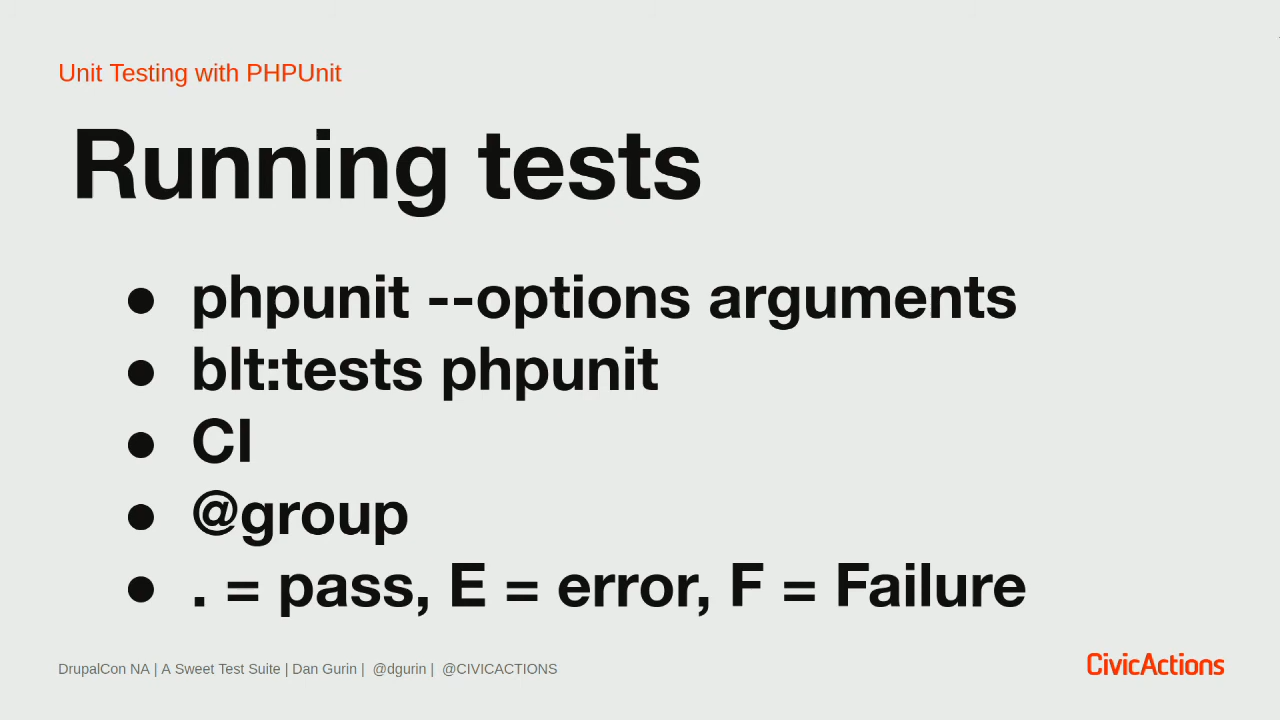 Unit Testing with PHPUnit
Running tests
● phpunit --options arguments
● blt:tests phpunit
● CI
● @group
● . = pass, E = error, F = Failure
DrupalCon NA | A Sweet Test Suite | Dan Gurin | @dgurin | @CIVICACTIONS
CivicActions